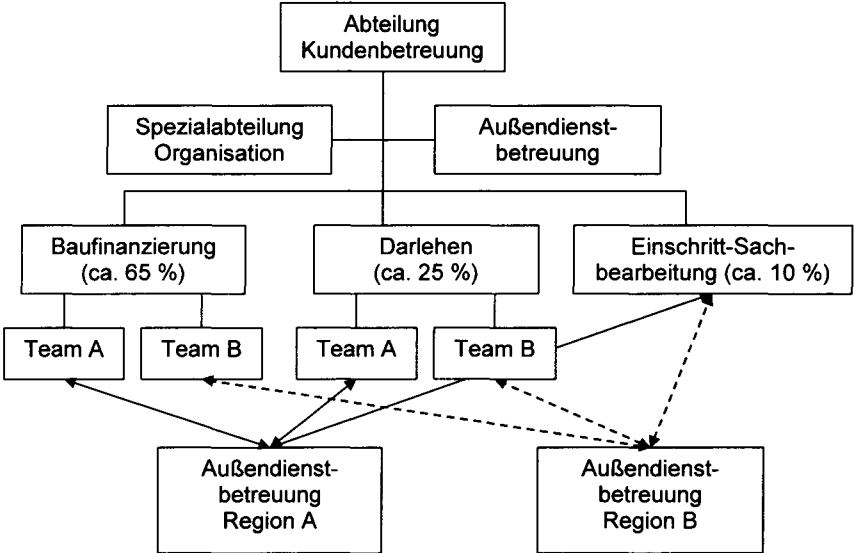 Abteilung
Kundenbetreuung
Spezialabteilung
Organisation
Außendienst-
betreuung
Baufinanzierung
(ca. 65 %)
Darlehen
(ca. 25 %)
Einschritt-Sach-
bearbeitung (ca. 10 %)
Team A
Team B
Team A
Team B
Außendienst-
betreuung
Region A
Außendienst-
betreuung
Region B